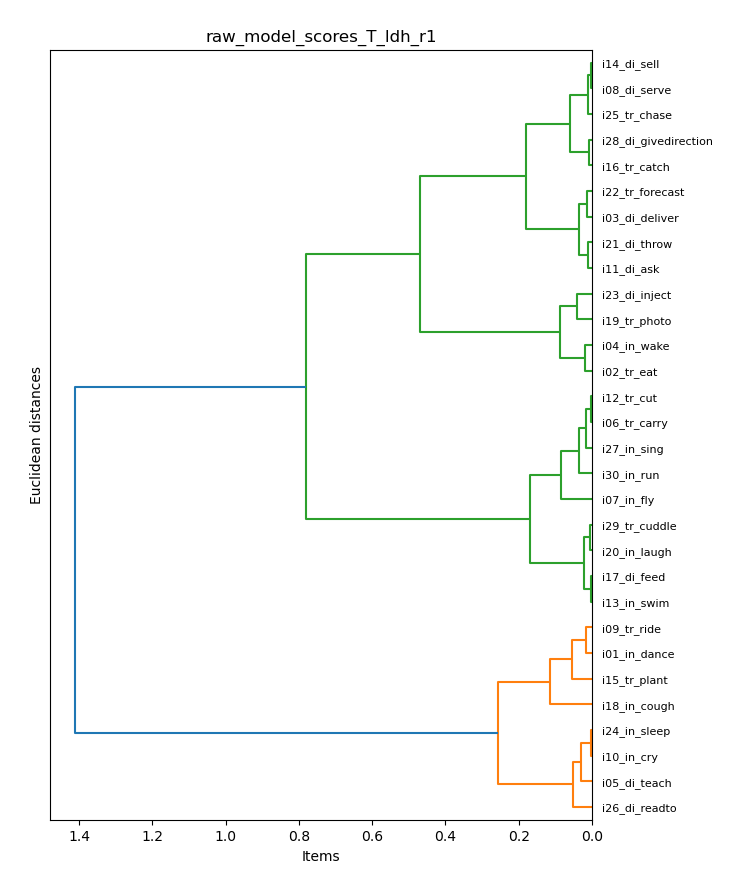 raw_model_scores_T_ldh_r1
i14_di_sell
i08_di_serve
i25_tr_chase
i28_di_givedirection
i16_tr_catch
i22_tr_forecast
i03_di_deliver
i21_di_throw
i11_di_ask
i23_di_inject
i19_tr_photo
i04_in_wake
i02_tr_eat
i12_tr_cut
i06_tr_carry
i27_in_sing
i30_in_run
i07_in_fly
i29_tr_cuddle
i20_in_laugh
i17_di_feed
i13_in_swim
i09_tr_ride
i01_in_dance
i15_tr_plant
i18_in_cough
i24_in_sleep
i10_in_cry
i05_di_teach
i26_di_readto
Euclidean distances
1.4 1.2 1.0 0.8 0.6 0.4 0.2 0.0
Items